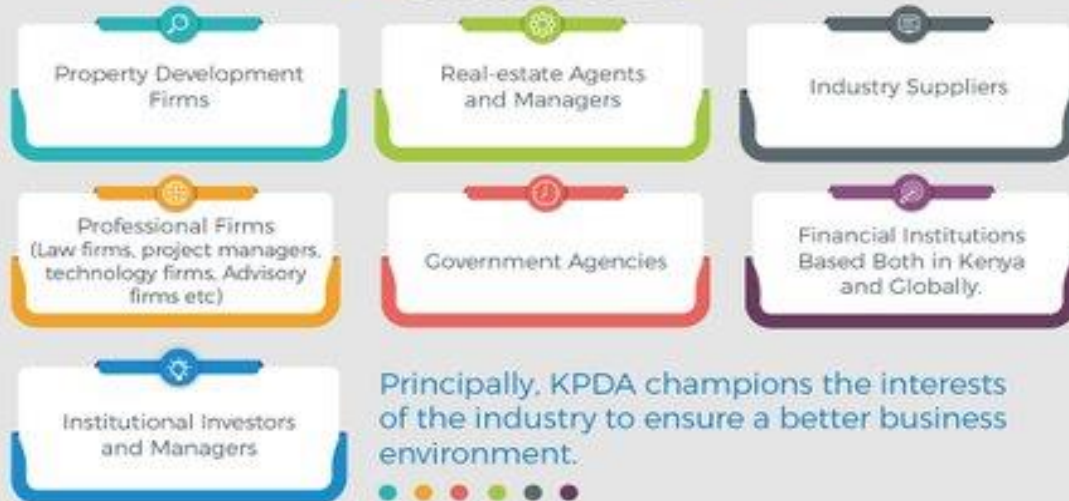 Property Development
Firms
Real-estate Agents
and Managers
Industry Suppliers
Professional Firms
(Law firms, project managers,
technology firms, Advisory
firms etc)
Government Agencies
Financial Institutions
Based Both in Kenya
and Globally.
Institutional Investors
and Managers
Principally, KPDA champions the interests
of the industry to ensure a better business
environment.